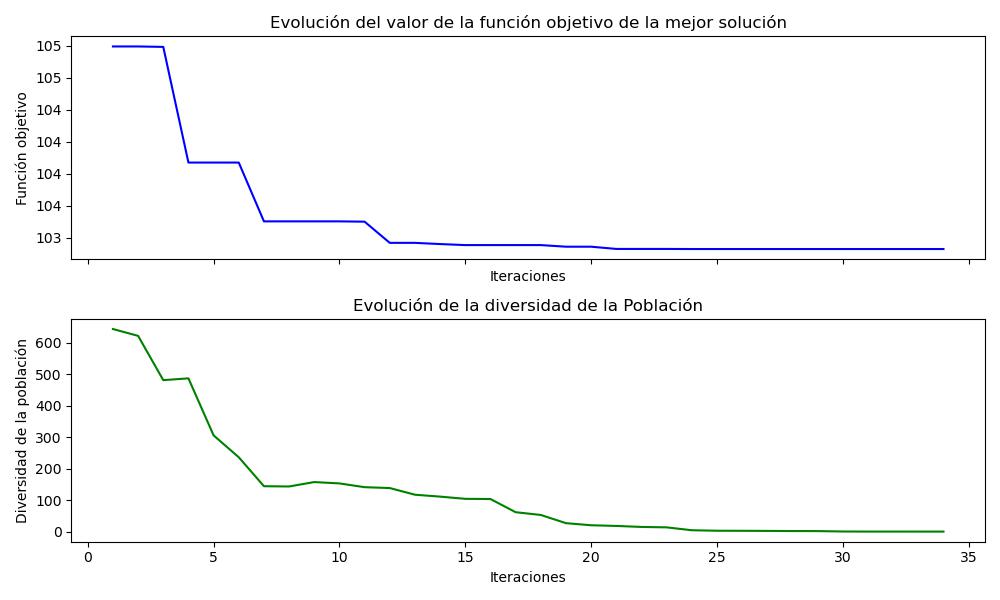 Evolución del valor de la función objetivo de la mejor solución
105
105
104
104
104
104
103
Función objetivo
Iteraciones
Evolución de la diversidad de la Población
600
500
400
300
200
100
0
Diversidad de la población
0 5 10 15 20 25 30 35
Iteraciones